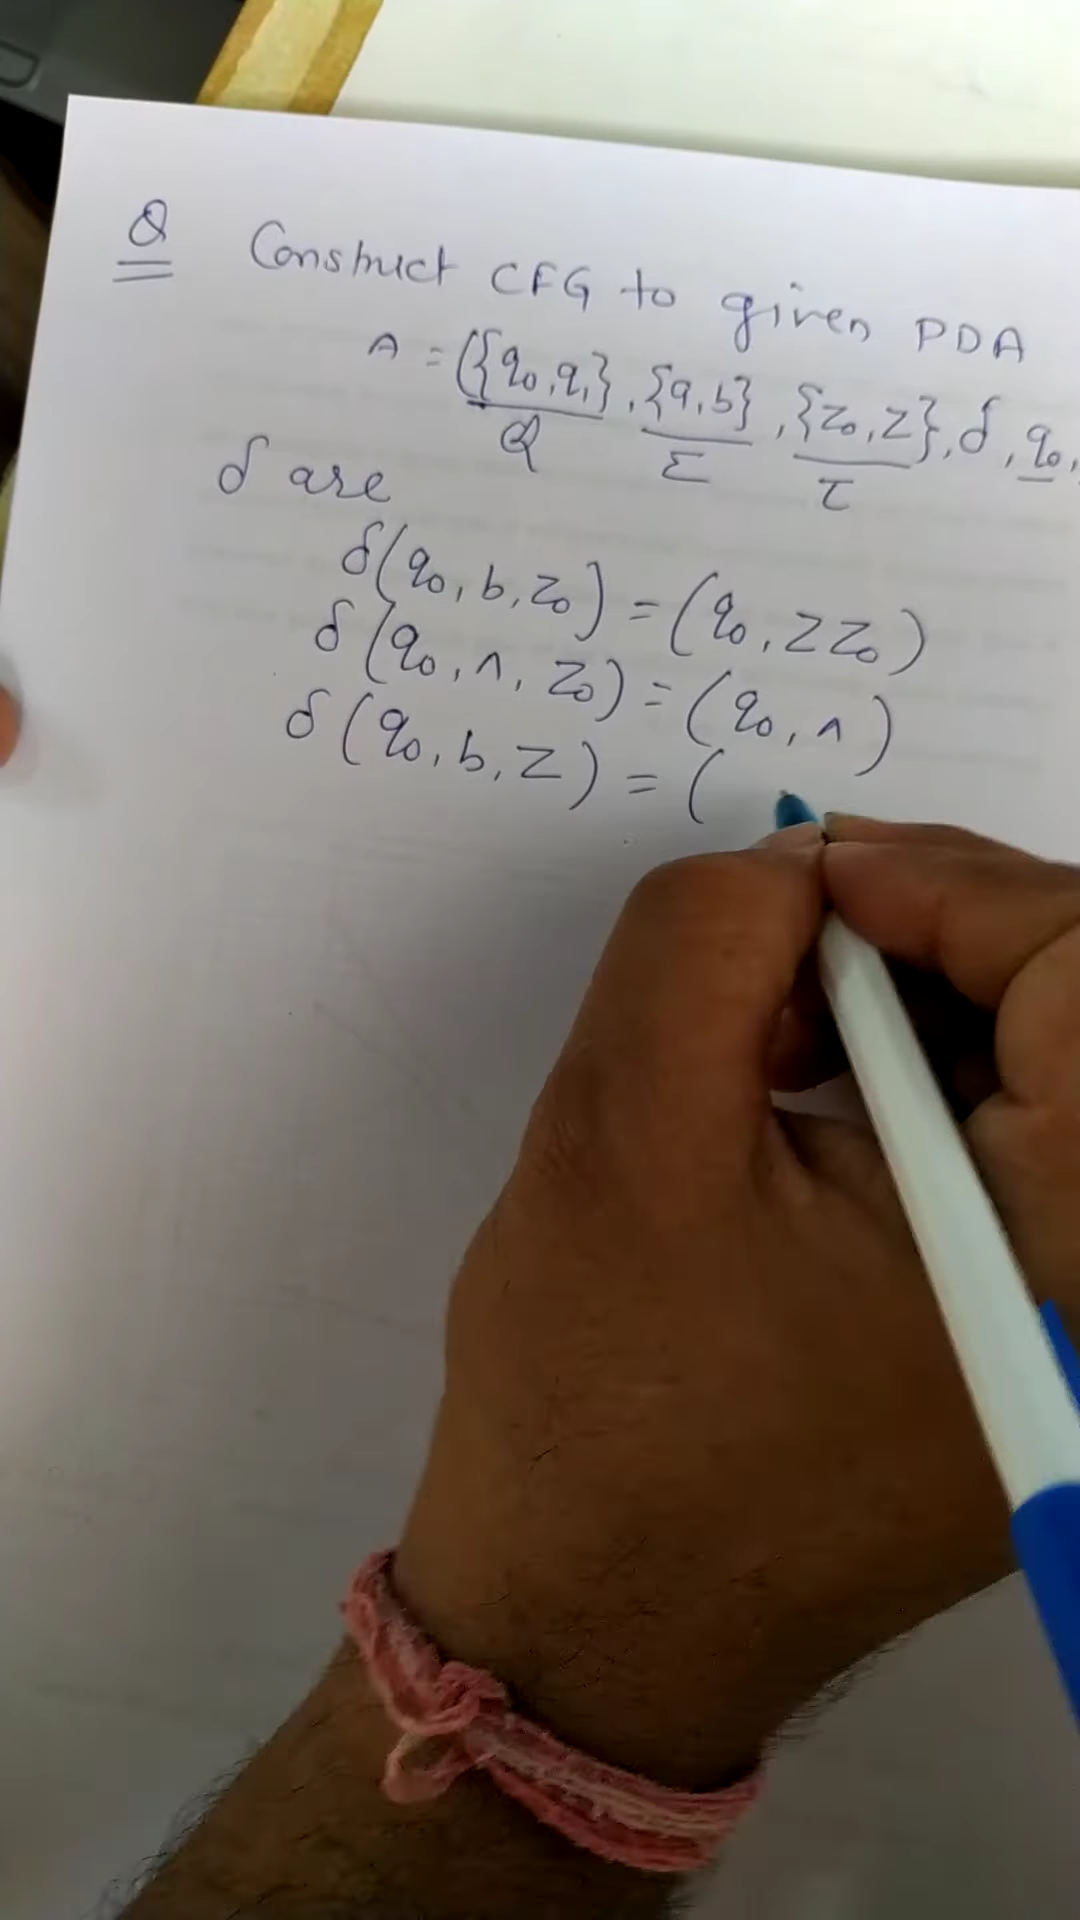 Q Construct CFG to given PDA
A = ({q₀,q₁}, {a,b}, {z₀,z}, δ, q₀,
Q Σ τ
δ are
δ(q₀, b, z₀) = (q₀, zz₀)
δ(q₀, ʌ, z₀) = (q₀, ʌ)
δ(q₀, b, z) = (